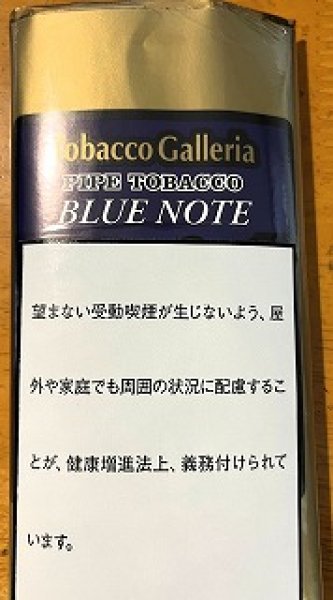 Tobacco Galleria
PIPE TOBACCO
BLUE NOTE
望まない受動喫煙が生じないよう、屋
外や家庭でも周囲の状況に配慮するこ
とが、健康増進法上、義務付けられて
います。